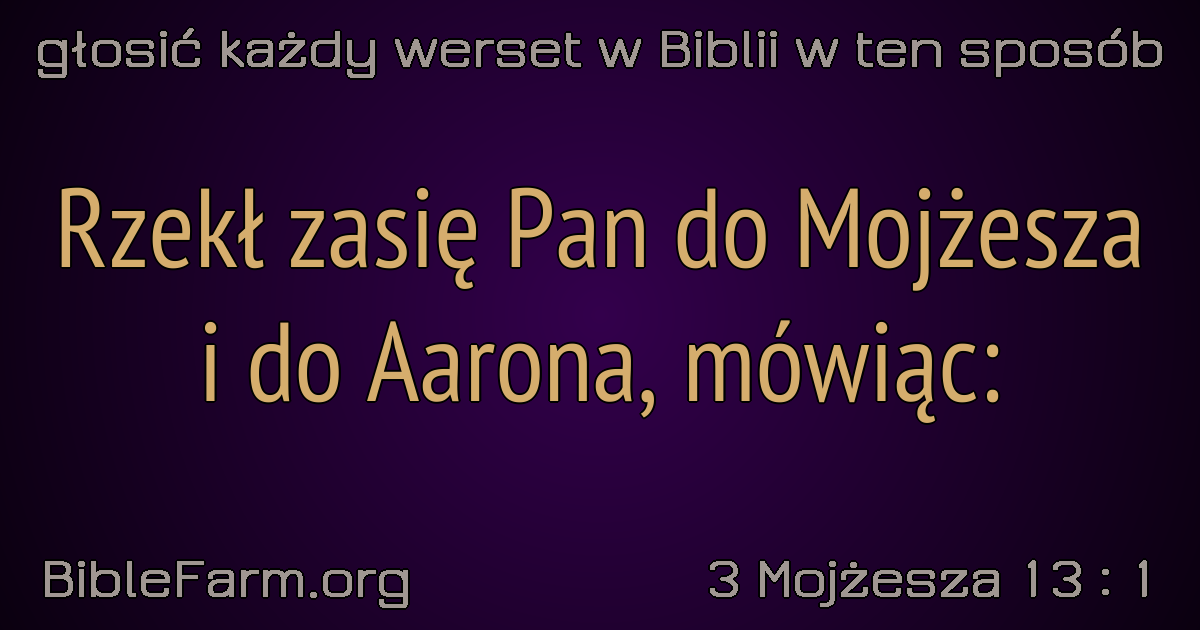 głosić każdy werset w Biblii w ten sposób
Rzekł zasię Pan do Mojżesza
i do Aarona, mówiąc:
BibleFarm.org
3 Mojżesza 13 : 1